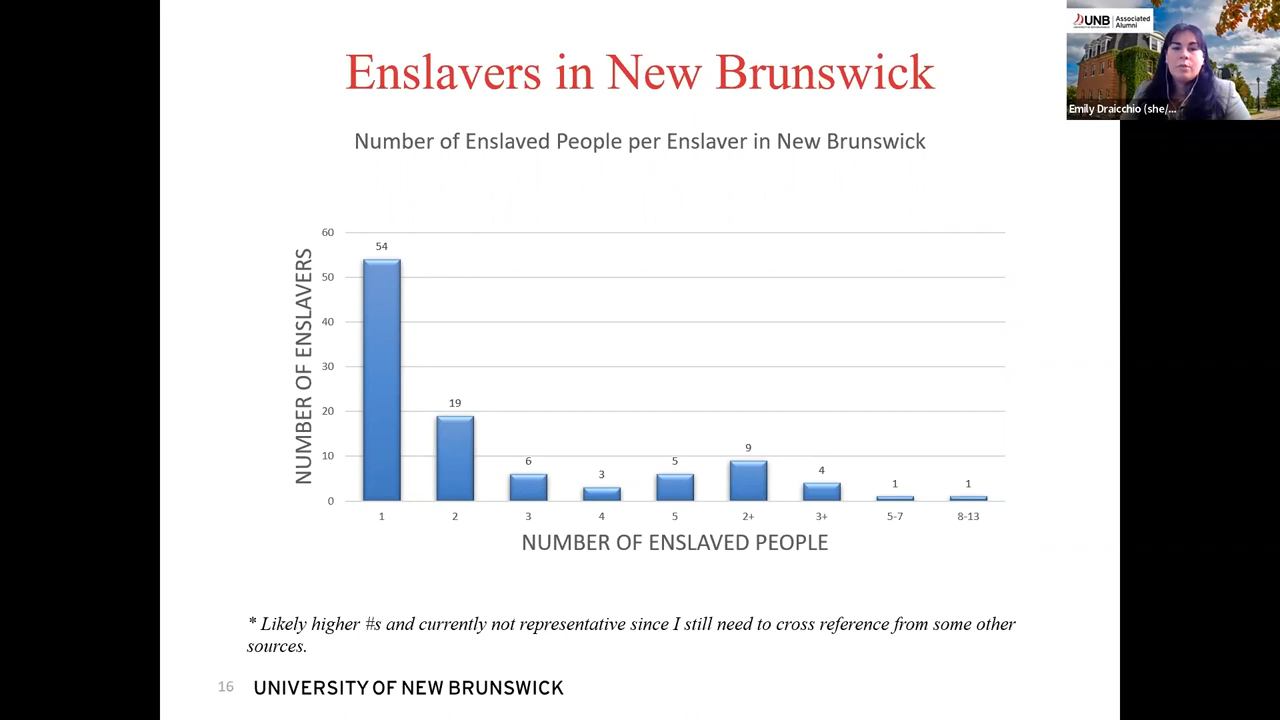 Enslavers in New Brunswick
UNB
Associated
Alumni
Emily Draicchio (she/...
Number of Enslaved People per Enslaver in New Brunswick
NUMBER OF ENSLAVERS
60
50
40
30
20
10
0
54
19
6
3
5
9
4
1
1
1
2
3
4
5
2+
3+
5-7
8-13
NUMBER OF ENSLAVED PEOPLE
* Likely higher #s and currently not representative since I still need to cross reference from some other
sources.
16
UNIVERSITY OF NEW BRUNSWICK